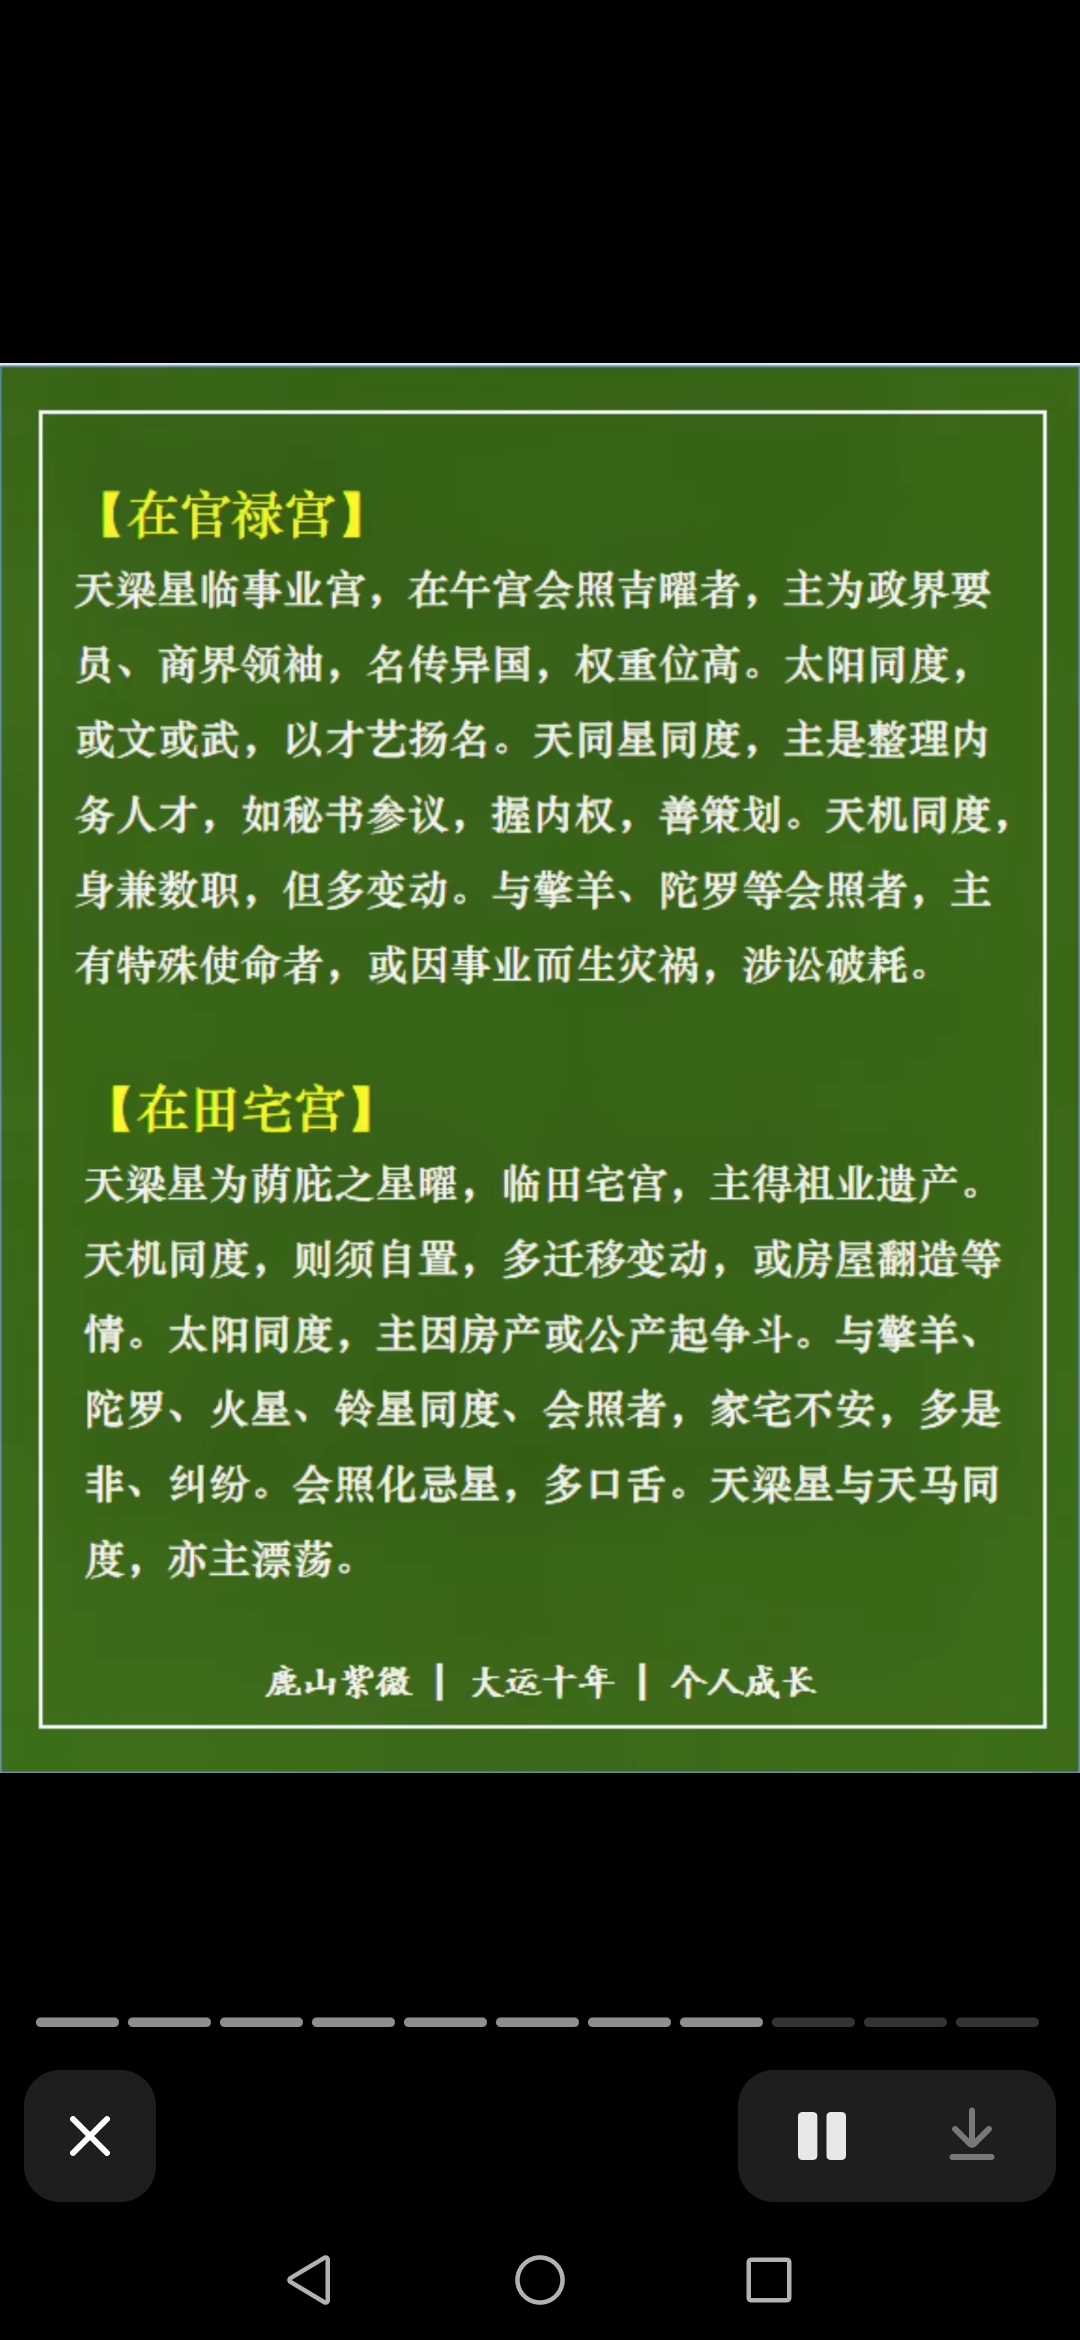 【在官禄宫】
天梁星临事业宫，在午宫会照吉曜者，主为政界要
员、商界领袖，名传异国，权重位高。太阳同度，
或文或武，以才艺扬名。天同星同度，主是整理内
务人才，如秘书参议，握内权，善策划。天机同度，
身兼数职，但多变动。与擎羊、陀罗等会照者，主
有特殊使命者，或因事业而生灾祸，涉讼破耗。
【在田宅宫】
天梁星为荫庇之星曜，临田宅宫，主得祖业遗产。
天机同度，则须自置，多迁移变动，或房屋翻造等
情。太阳同度，主因房产或公产起争斗。与擎羊、
陀罗、火星、铃星同度、会照者，家宅不安，多是
非、纠纷。会照化忌星，多口舌。天梁星与天马同
度，亦主漂荡。
鹿山紫微 | 大运十年 | 个人成长